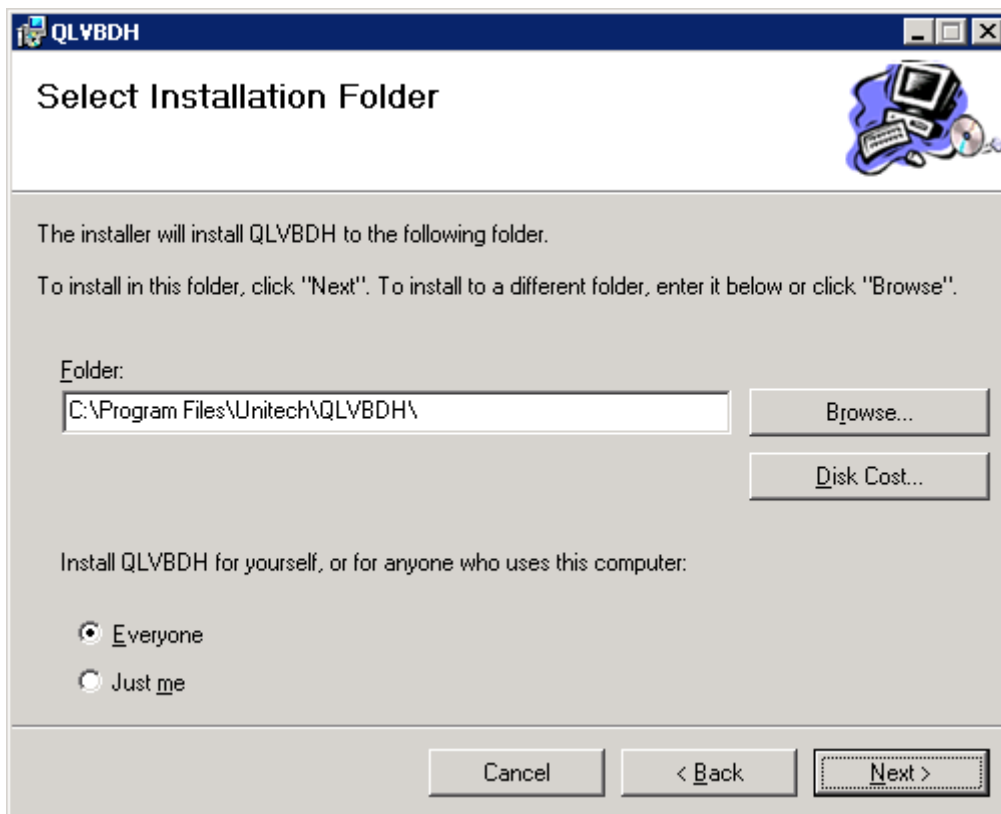 QLVBDH
Select Installation Folder
The installer will install QLVBDH to the following folder.
To install in this folder, click "Next". To install to a different folder, enter it below or click "Browse".
Folder:
C:\Program Files\Unitech\QLVBDH\
Browse...
Disk Cost...
Install QLVBDH for yourself, or for anyone who uses this computer:
Everyone
Just me
Cancel
< Back
Next >